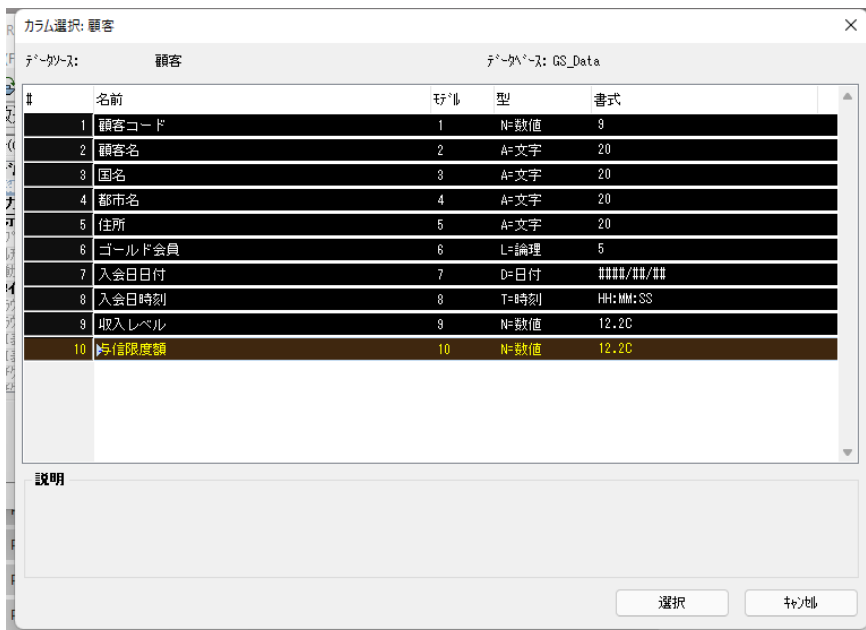 カラム選択: 顧客
ﾃﾞｰﾀｿｰｽ: 顧客 ﾃﾞｰﾀﾍﾞｰｽ: GS_Data
# 名前 ﾓﾃﾞﾙ 型 書式
1 顧客コード 1 N=数値 9
2 顧客名 2 A=文字 20
3 国名 3 A=文字 20
4 都市名 4 A=文字 20
5 住所 5 A=文字 20
6 ゴールド会員 6 L=論理 5
7 入会日日付 7 D=日付 ####/##/##
8 入会日時刻 8 T=時刻 HH:MM:SS
9 収入レベル 9 N=数値 12.2C
10 与信限度額 10 N=数値 12.2C
説明
選択 ｷｬﾝｾﾙ